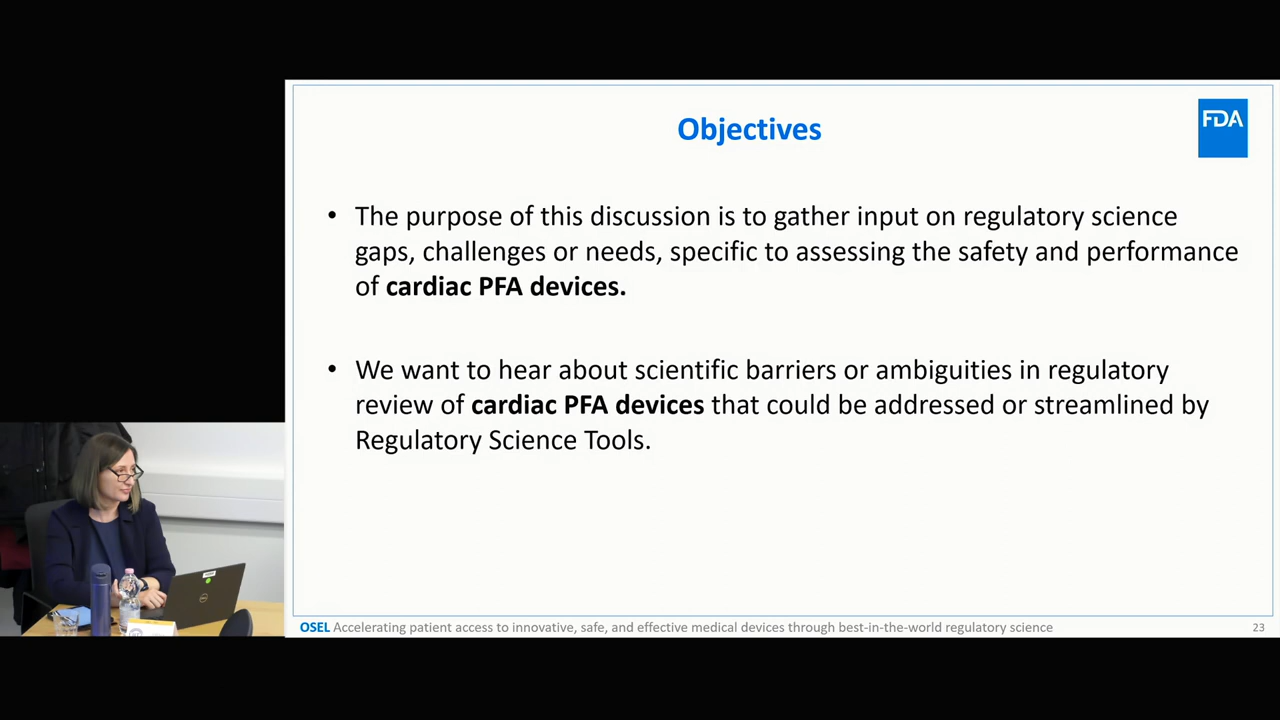 Objectives
FDA
• The purpose of this discussion is to gather input on regulatory science
gaps, challenges or needs, specific to assessing the safety and performance
of cardiac PFA devices.
• We want to hear about scientific barriers or ambiguities in regulatory
review of cardiac PFA devices that could be addressed or streamlined by
Regulatory Science Tools.
OSEL Accelerating patient access to innovative, safe, and effective medical devices through best-in-the-world regulatory science
23